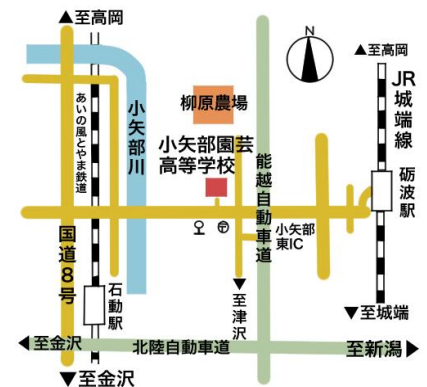 ▲至高岡
N
▲至高岡
JR城端線
柳原農場
あいの風とやま鉄道
小矢部川
小矢部園芸
高等学校
能越自動車道
砺波駅
国道8号
小矢部
東IC
〶
石動駅
▼至津沢
▼至城端
◀至金沢
北陸自動車道
至新潟▶
▼至金沢